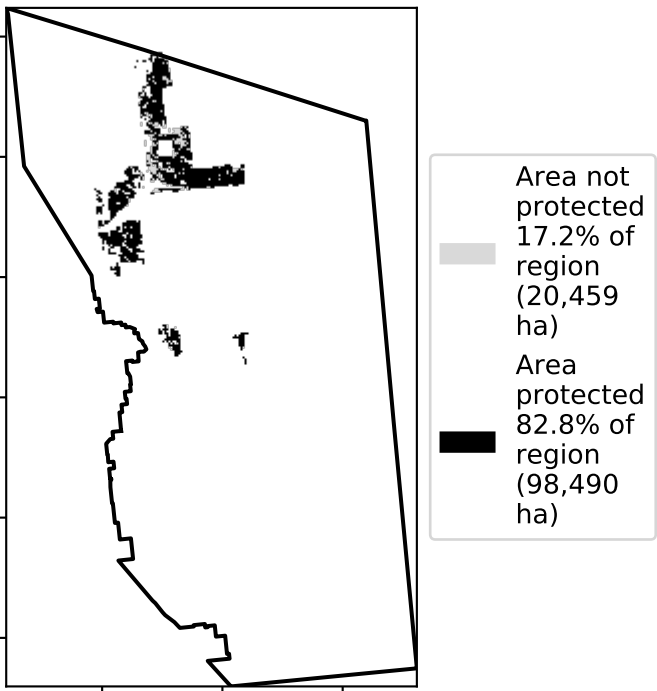 Area not
protected
17.2% of
region
(20,459
ha)
Area
protected
82.8% of
region
(98,490
ha)